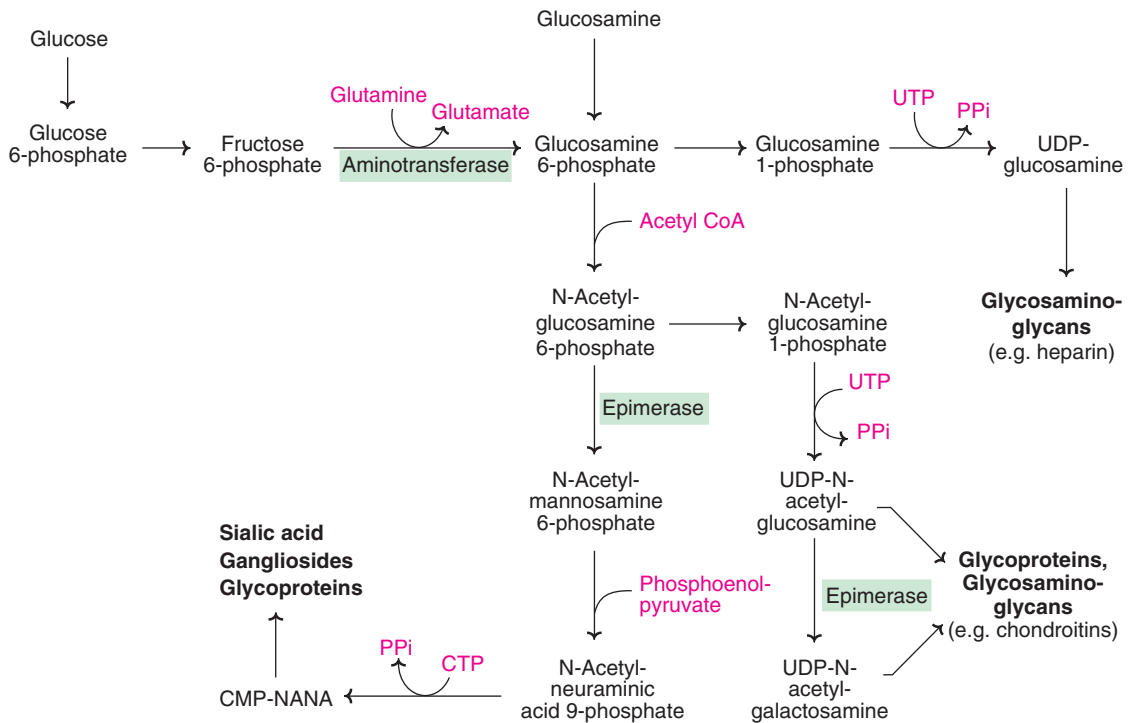 Glucosamine
Glucose
Glutamine
Glutamate
UTP
PPi
Glucose
6-phosphate
Fructose
6-phosphate
Aminotransferase
Glucosamine
6-phosphate
Glucosamine
1-phosphate
UDP-
glucosamine
Acetyl CoA
N-Acetyl-
glucosamine
6-phosphate
N-Acetyl-
glucosamine
1-phosphate
Glycosamino-
glycans
(e.g. heparin)
Epimerase
UTP
PPi
N-Acetyl-
mannosamine
6-phosphate
UDP-N-
acetyl-
glucosamine
Sialic acid
Gangliosides
Glycoproteins
Phosphoenol-
pyruvate
Epimerase
Glycoproteins,
Glycosamino-
glycans
(e.g. chondroitins)
PPi
CTP
CMP-NANA
N-Acetyl-
neuraminic
acid 9-phosphate
UDP-N-
acetyl-
galactosamine